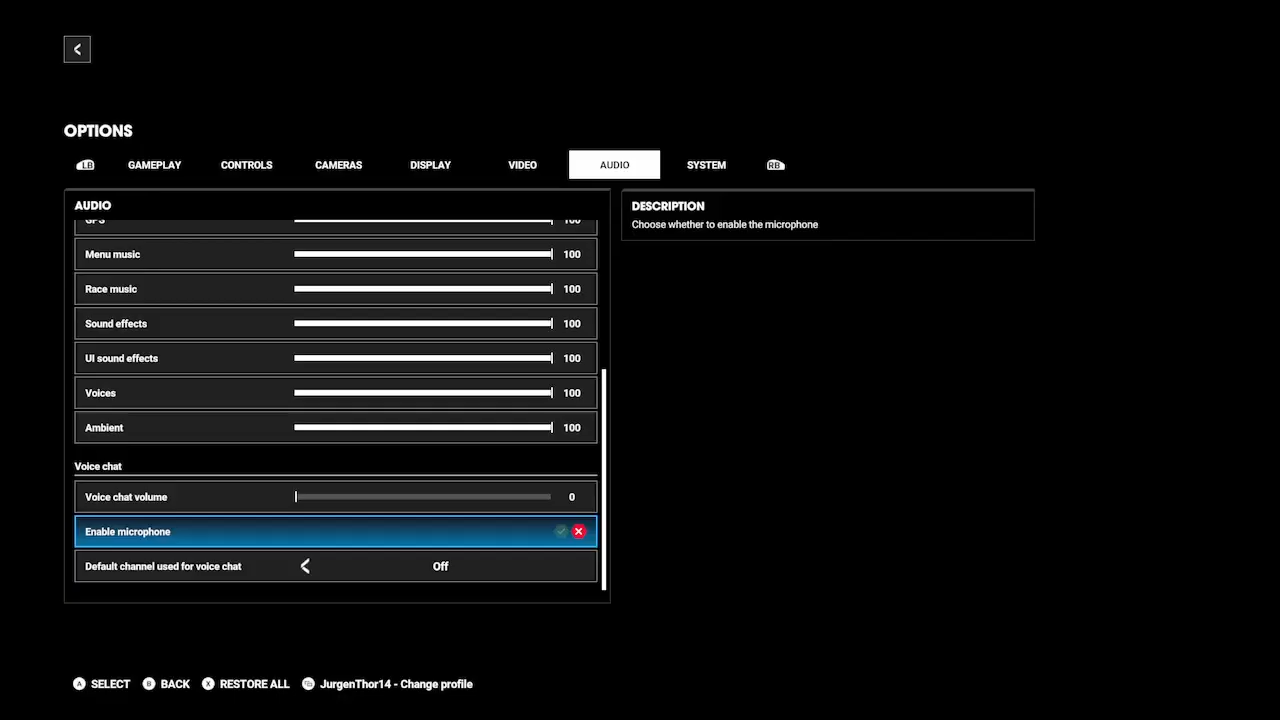 OPTIONS
LB GAMEPLAY CONTROLS CAMERAS DISPLAY VIDEO AUDIO SYSTEM RB
AUDIO
GPS 100
Menu music 100
Race music 100
Sound effects 100
UI sound effects 100
Voices 100
Ambient 100
Voice chat
Voice chat volume 0
Enable microphone
Default channel used for voice chat Off
DESCRIPTION
Choose whether to enable the microphone
A SELECT B BACK X RESTORE ALL JurgenThor14 - Change profile